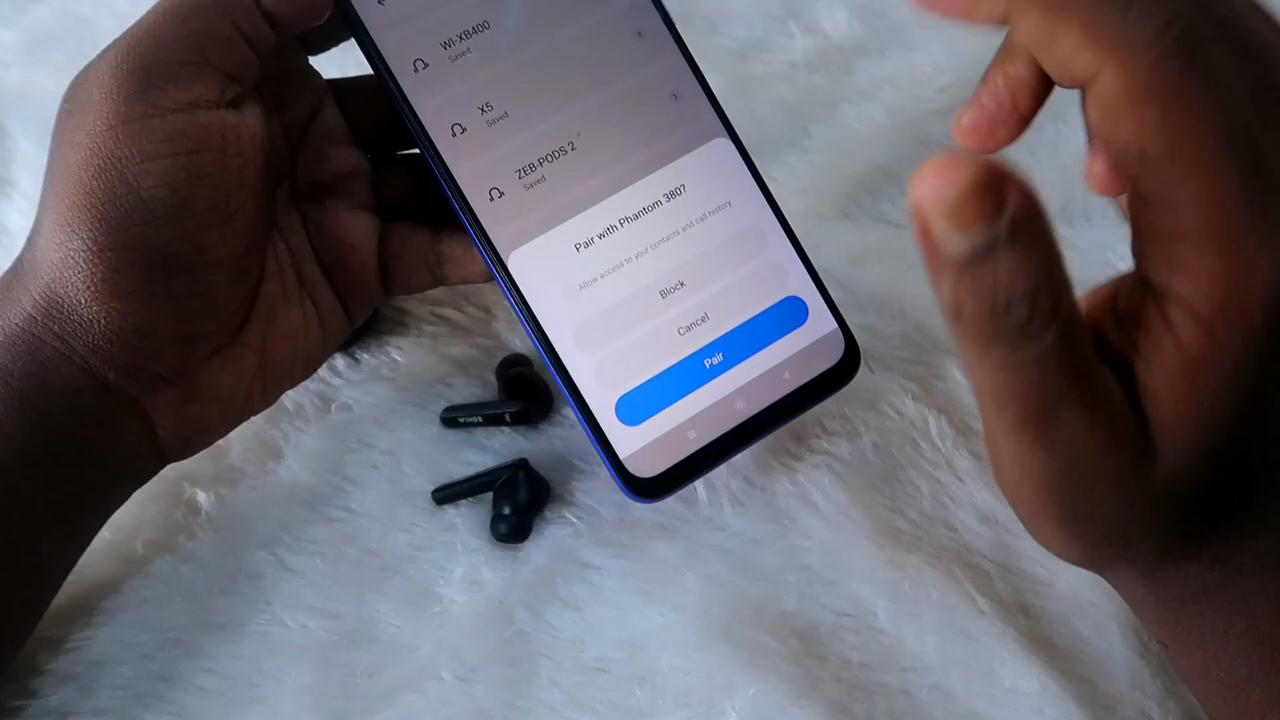 WI-XB400
Saved
X5
Saved
ZEB-PODS 2
Saved
Pair with Phantom 380?
Allow access to your contacts and call history
Block
Cancel
Pair
WINGS